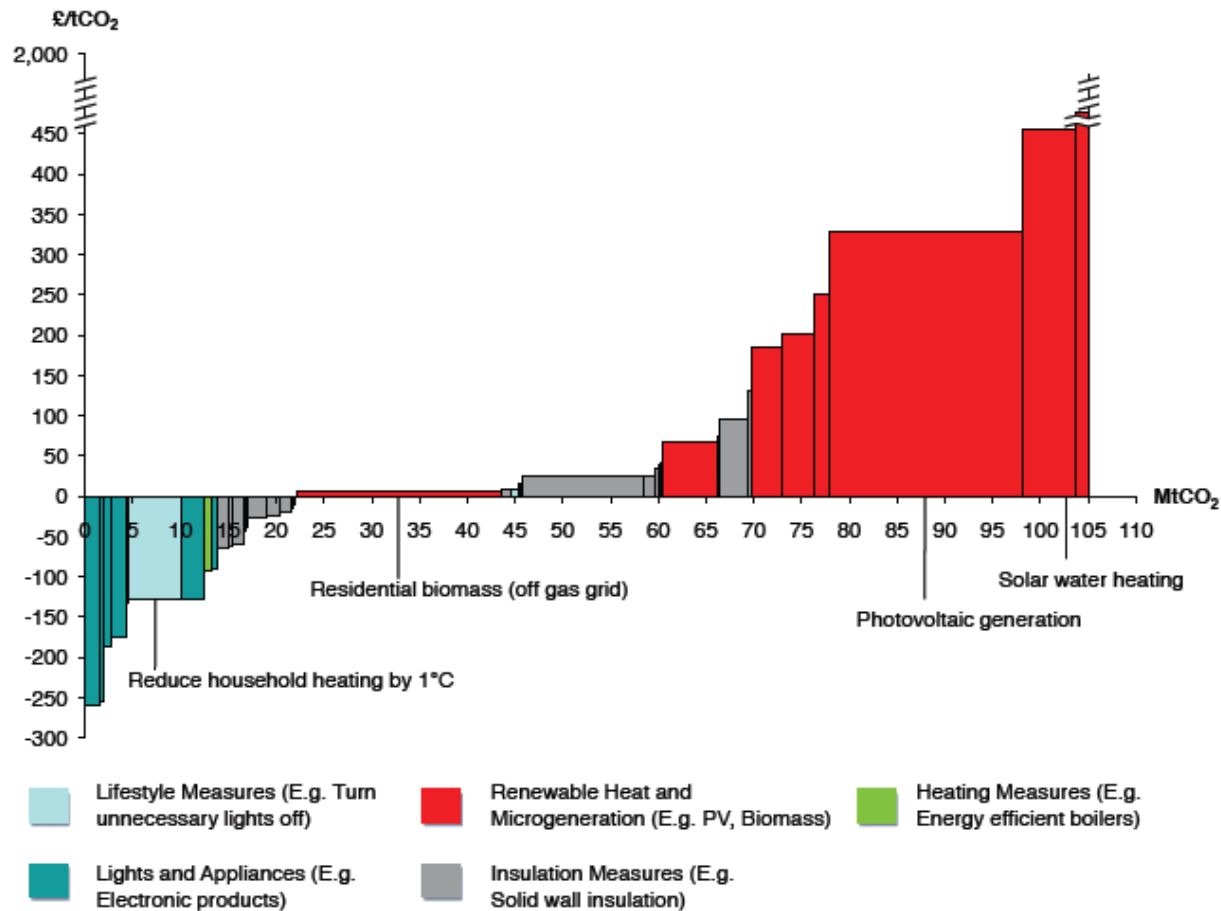 £/tCO₂
2,000
450
400
350
300
250
200
150
100
50
0
-50
-100
-150
-200
-250
-300
0 5 10 15 20 25 30 35 40 45 50 55 60 65 70 75 80 85 90 95 100 105 110
MtCO₂
Residential biomass (off gas grid)
Solar water heating
Photovoltaic generation
Reduce household heating by 1°C
Lifestyle Measures (E.g. Turn
unnecessary lights off)
Renewable Heat and
Microgeneration (E.g. PV, Biomass)
Heating Measures (E.g.
Energy efficient boilers)
Lights and Appliances (E.g.
Electronic products)
Insulation Measures (E.g.
Solid wall insulation)